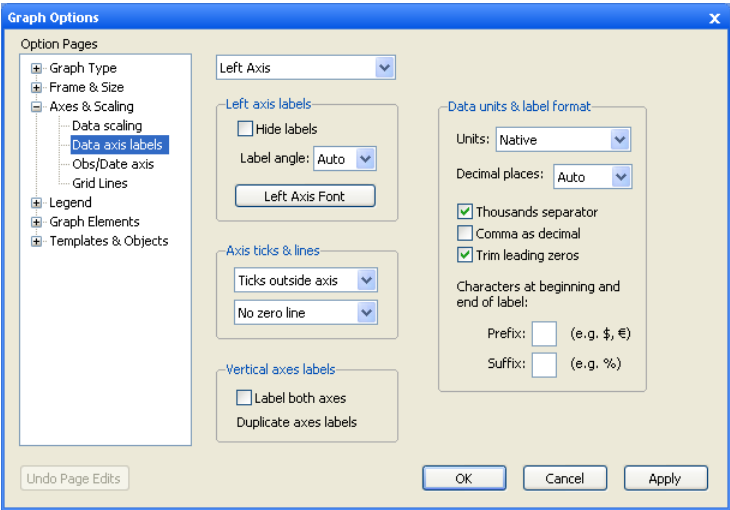 Graph Options
x
Option Pages
Graph Type
Frame & Size
Axes & Scaling
Data scaling
Data axis labels
Obs/Date axis
Grid Lines
Legend
Graph Elements
Templates & Objects
Left Axis
Left axis labels
Hide labels
Label angle: Auto
Left Axis Font
Axis ticks & lines
Ticks outside axis
No zero line
Vertical axes labels
Label both axes
Duplicate axes labels
Data units & label format
Units: Native
Decimal places: Auto
Thousands separator
Comma as decimal
Trim leading zeros
Characters at beginning and
end of label:
Prefix: (e.g. $, €)
Suffix: (e.g. %)
Undo Page Edits
OK
Cancel
Apply